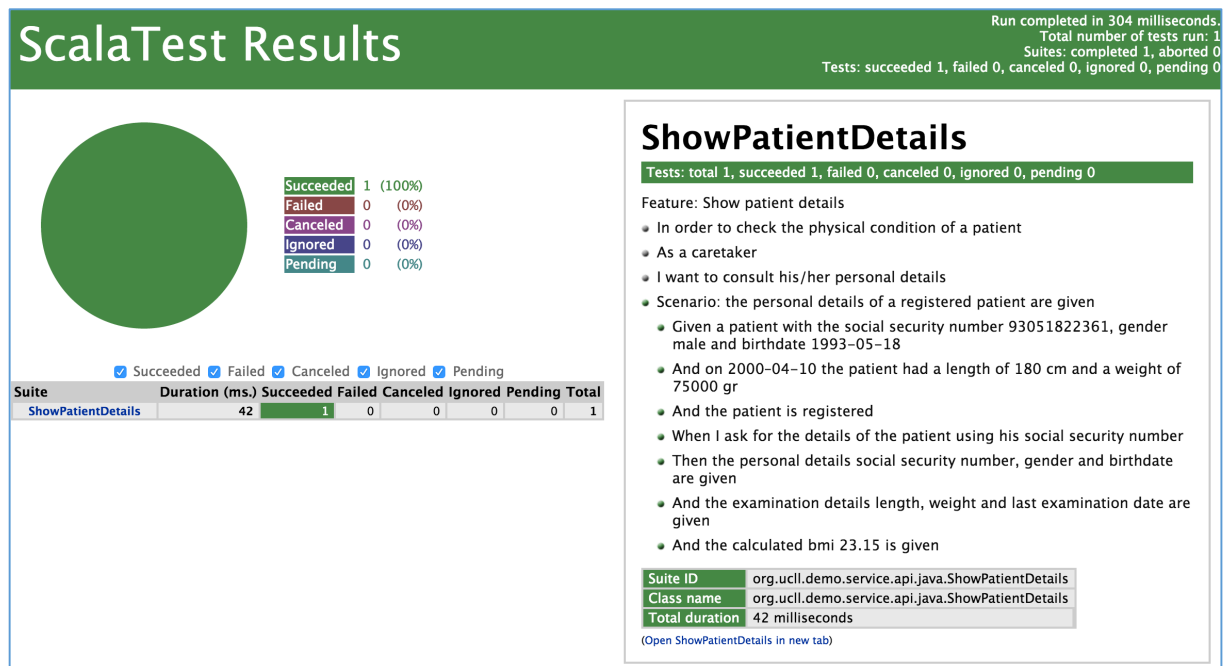 ScalaTest Results
Run completed in 304 milliseconds.
Total number of tests run: 1
Suites: completed 1, aborted 0
Tests: succeeded 1, failed 0, canceled 0, ignored 0, pending 0
Succeeded 1 (100%)
Failed 0 (0%)
Canceled 0 (0%)
Ignored 0 (0%)
Pending 0 (0%)
Succeeded Failed Canceled Ignored Pending
Suite Duration (ms.) Succeeded Failed Canceled Ignored Pending Total
ShowPatientDetails 42 1 0 0 0 0 1
ShowPatientDetails
Tests: total 1, succeeded 1, failed 0, canceled 0, ignored 0, pending 0
Feature: Show patient details
In order to check the physical condition of a patient
As a caretaker
I want to consult his/her personal details
Scenario: the personal details of a registered patient are given
Given a patient with the social security number 93051822361, gender
male and birthdate 1993-05-18
And on 2000-04-10 the patient had a length of 180 cm and a weight of
75000 gr
And the patient is registered
When I ask for the details of the patient using his social security number
Then the personal details social security number, gender and birthdate
are given
And the examination details length, weight and last examination date are
given
And the calculated bmi 23.15 is given
Suite ID org.ucll.demo.service.api.java.ShowPatientDetails
Class name org.ucll.demo.service.api.java.ShowPatientDetails
Total duration 42 milliseconds
(Open ShowPatientDetails in new tab)